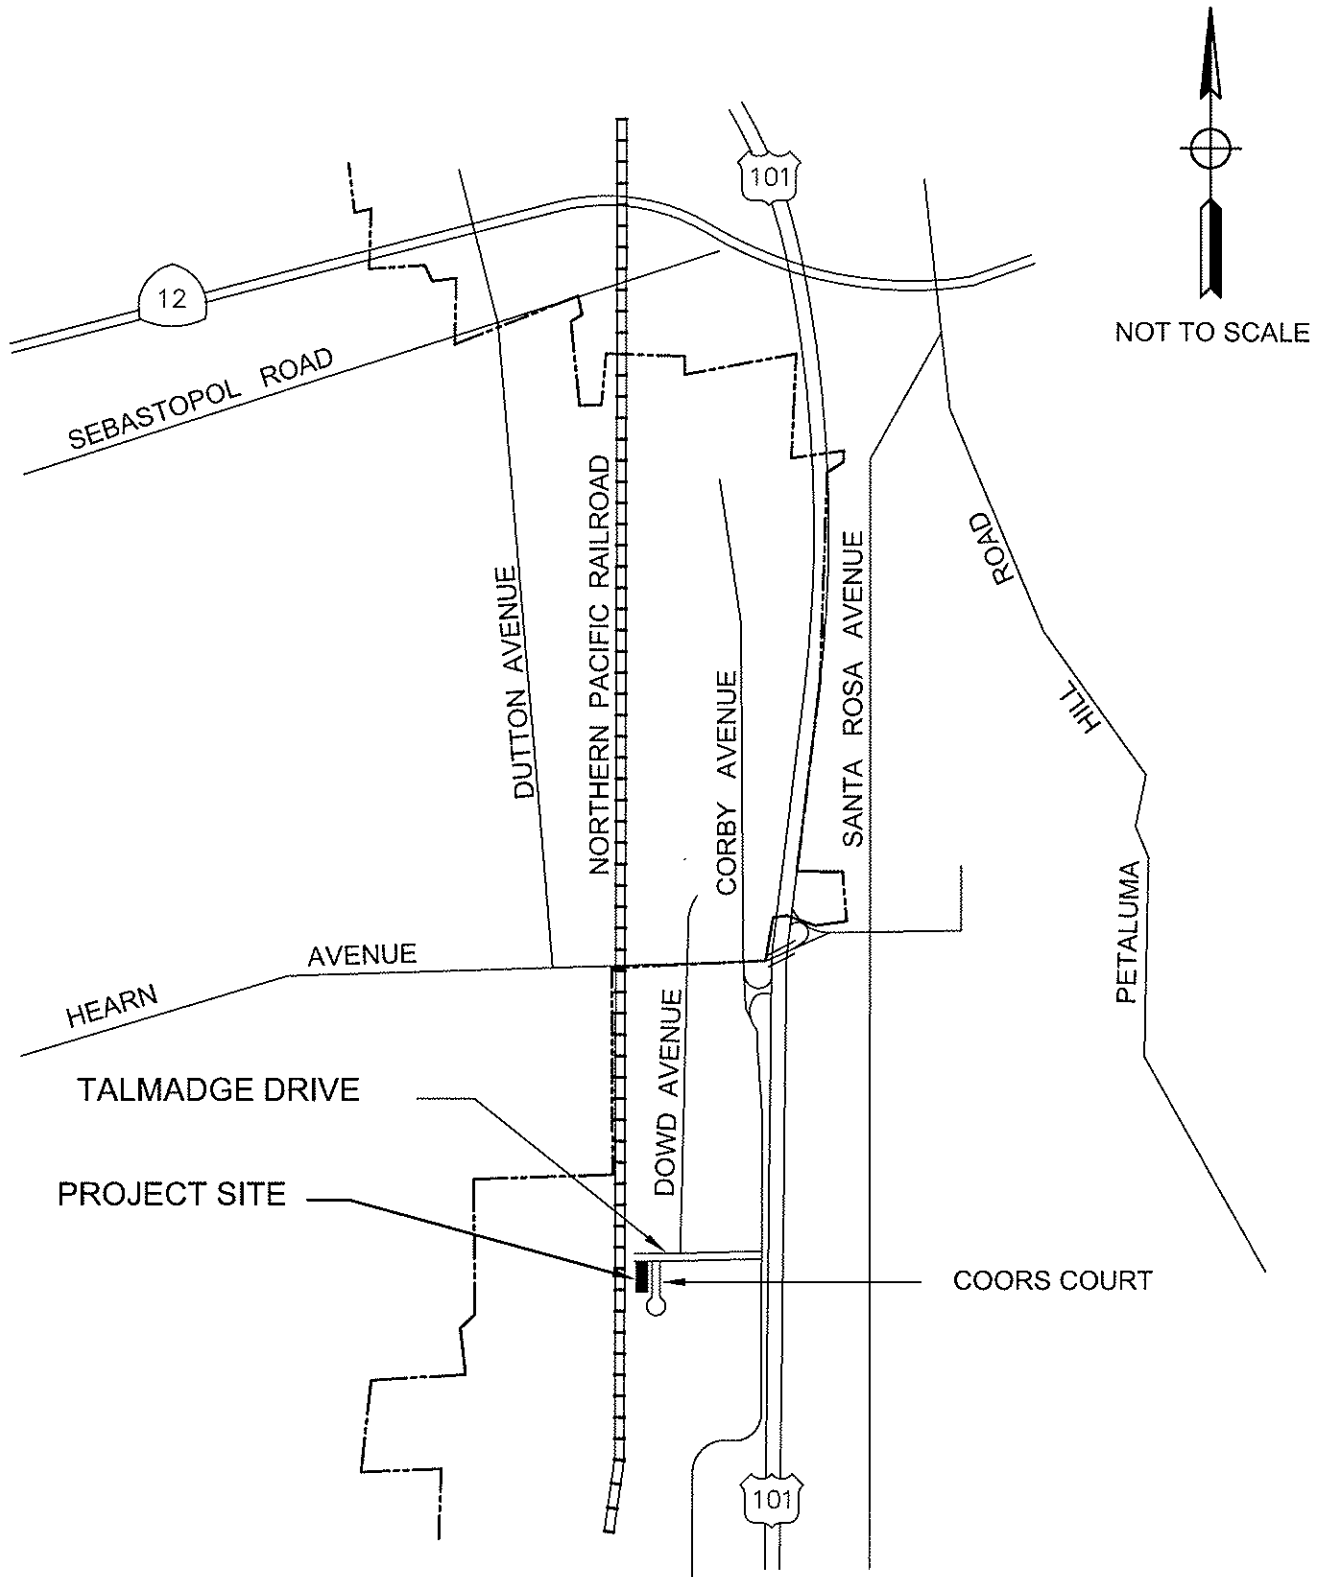 101
12
NOT TO SCALE
SEBASTOPOL ROAD
NORTHERN PACIFIC RAILROAD
DUTTON AVENUE
CORBY AVENUE
SANTA ROSA AVENUE
ROAD
HILL
PETALUMA
AVENUE
HEARN
DOWD AVENUE
TALMADGE DRIVE
PROJECT SITE
COORS COURT
101